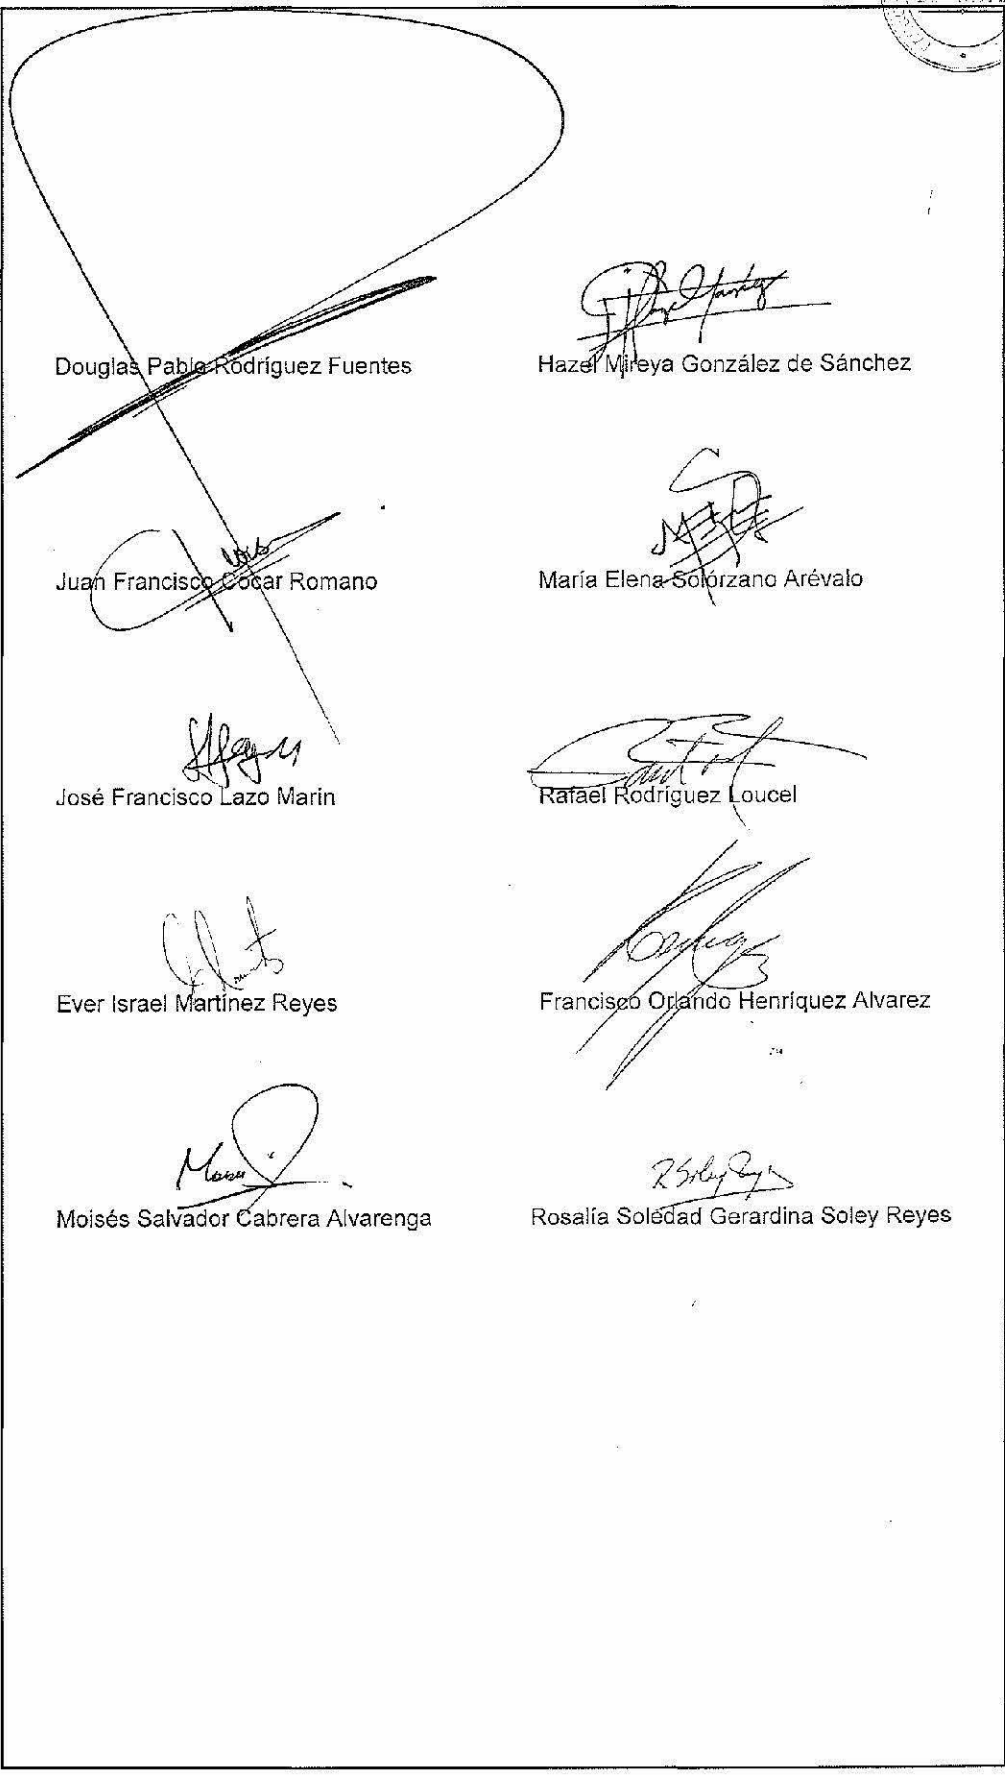 Douglas Pablo Rodríguez Fuentes
Hazel Mireya González de Sánchez
Juan Francisco Cocar Romano
María Elena Solórzano Arévalo
José Francisco Lazo Marin
Rafael Rodríguez Loucel
Ever Israel Martínez Reyes
Francisco Orlando Henríquez Alvarez
Moisés Salvador Cabrera Alvarenga
Rosalía Soledad Gerardina Soley Reyes